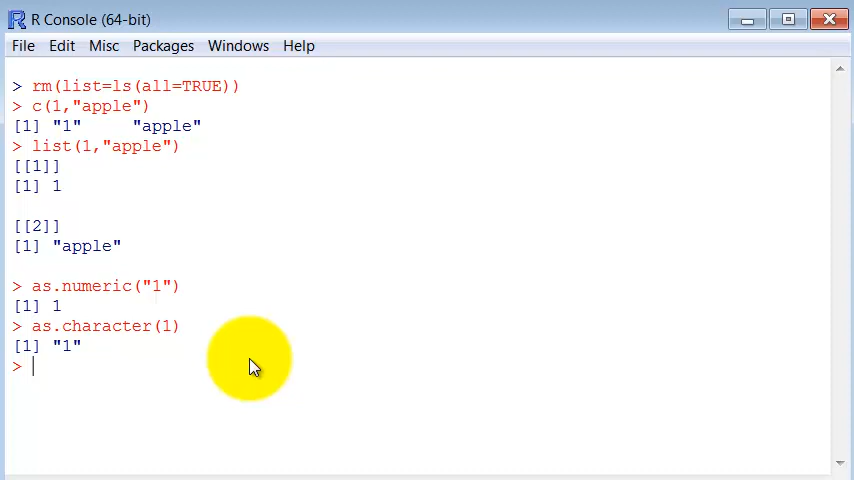 R Console (64-bit)
File Edit Misc Packages Windows Help
> rm(list=ls(all=TRUE))
> c(1,"apple")
[1] "1"     "apple"
> list(1,"apple")
[[1]]
[1] 1
[[2]]
[1] "apple"
> as.numeric("1")
[1] 1
> as.character(1)
[1] "1"
>